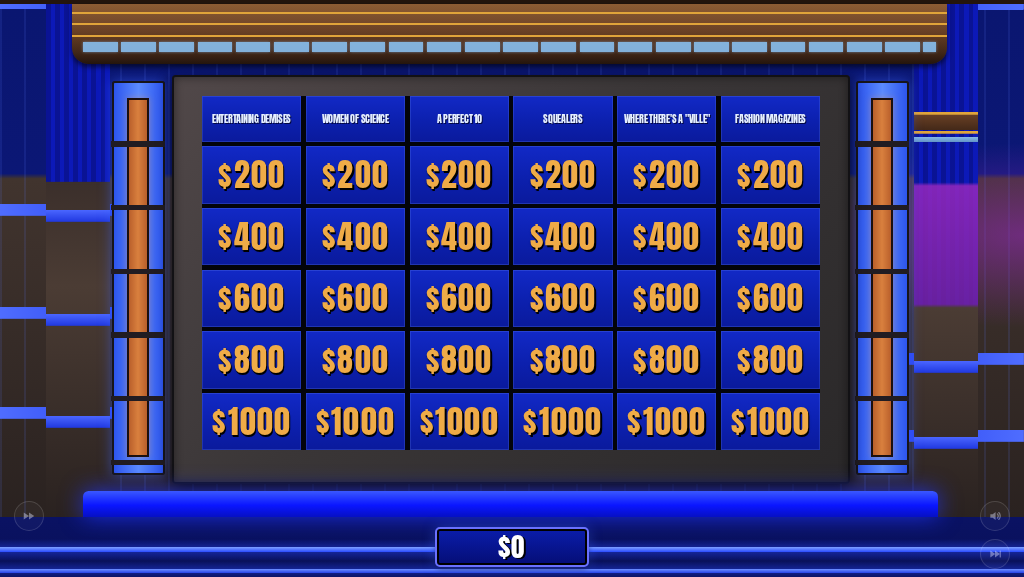 ENTERTAINING DEMISES WOMEN OF SCIENCE A PERFECT 10 SQUEALERS WHERE THERE'S A "VILLE" FASHION MAGAZINES
$200 $200 $200 $200 $200 $200
$400 $400 $400 $400 $400 $400
$600 $600 $600 $600 $600 $600
$800 $800 $800 $800 $800 $800
$1000 $1000 $1000 $1000 $1000 $1000
$0